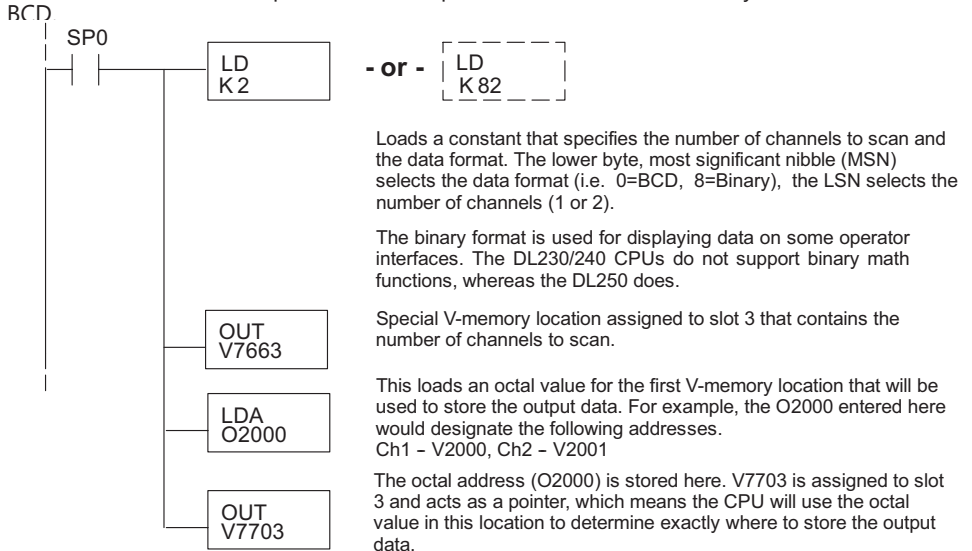 BCD
SP0
LD
K 2
- or -
LD
K 82
Loads a constant that specifies the number of channels to scan and
the data format. The lower byte, most significant nibble (MSN)
selects the data format (i.e. 0=BCD, 8=Binary), the LSN selects the
number of channels (1 or 2).
The binary format is used for displaying data on some operator
interfaces. The DL230/240 CPUs do not support binary math
functions, whereas the DL250 does.
OUT
V7663
Special V-memory location assigned to slot 3 that contains the
number of channels to scan.
LDA
O2000
This loads an octal value for the first V-memory location that will be
used to store the output data. For example, the O2000 entered here
would designate the following addresses.
Ch1 – V2000, Ch2 – V2001
OUT
V7703
The octal address (O2000) is stored here. V7703 is assigned to slot
3 and acts as a pointer, which means the CPU will use the octal
value in this location to determine exactly where to store the output
data.